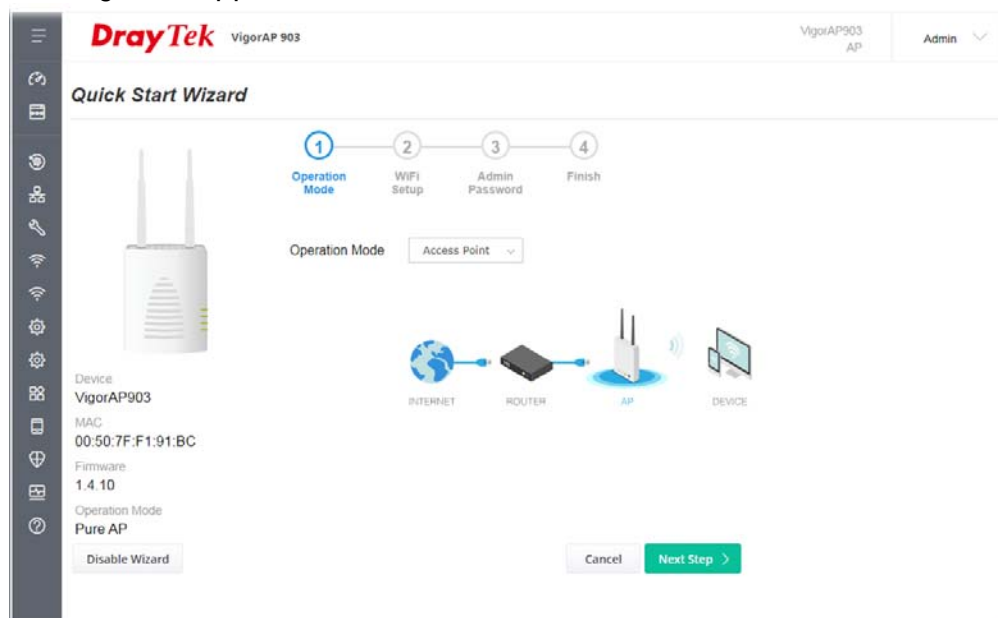 DrayTek VigorAP 903
VigorAP903
AP
Admin
Quick Start Wizard
1
2
3
4
Operation
Mode
WiFi
Setup
Admin
Password
Finish
Operation Mode
Access Point
INTERNET
ROUTER
AP
DEVICE
Device
VigorAP903
MAC
00:50:7F:F1:91:BC
Firmware
1.4.10
Operation Mode
Pure AP
Disable Wizard
Cancel
Next Step